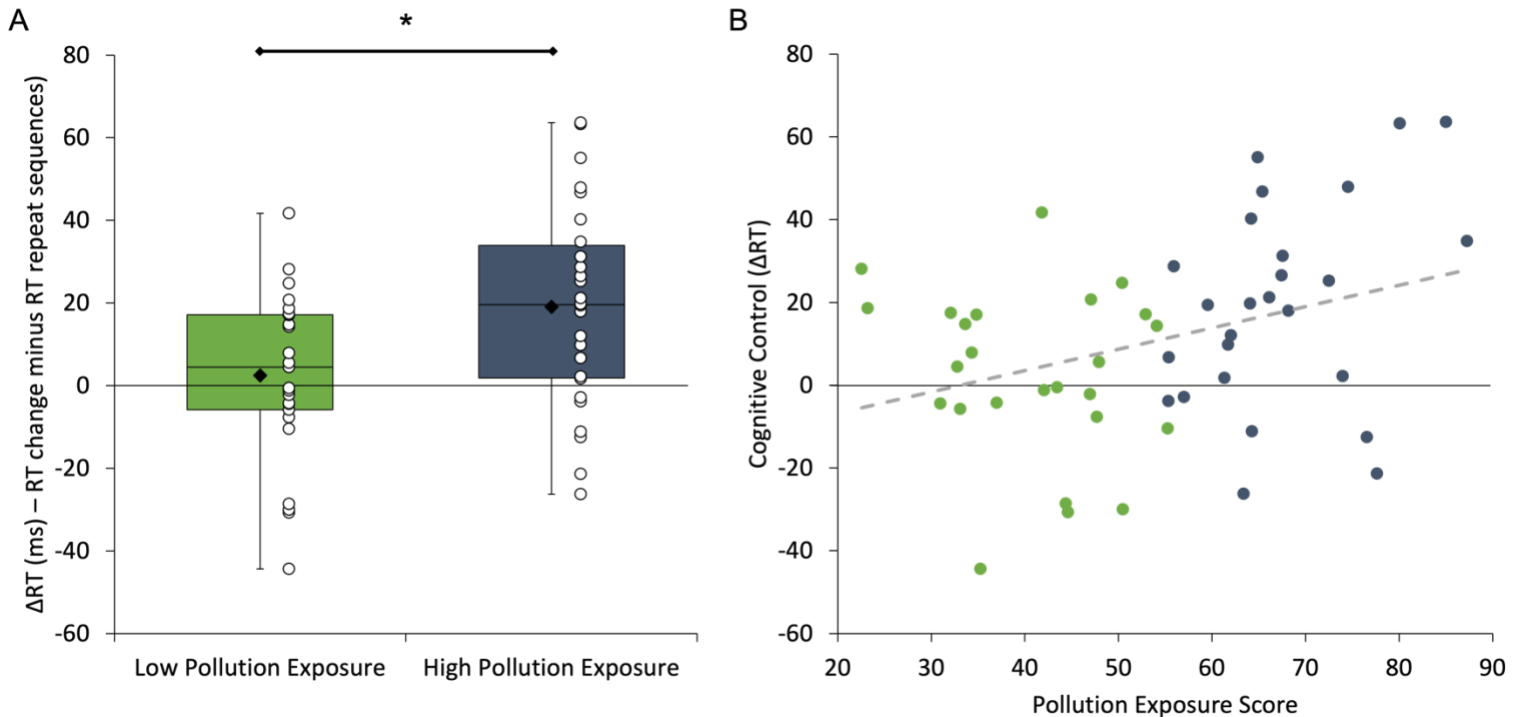 A
*
ΔRT (ms) – RT change minus RT repeat sequences)
80
60
40
20
0
-20
-40
-60
Low Pollution Exposure
High Pollution Exposure
B
Cognitive Control (ΔRT)
80
60
40
20
0
-20
-40
-60
20 30 40 50 60 70 80 90
Pollution Exposure Score